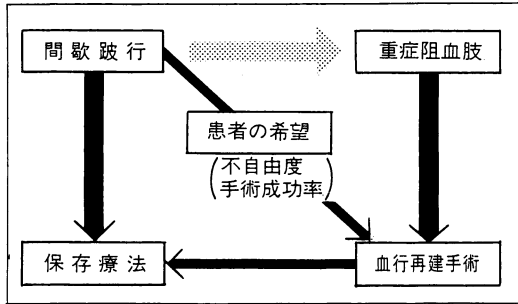 間歇跛行
重症阻血肢
患者の希望
(不自由度
手術成功率)
保存療法
血行再建手術